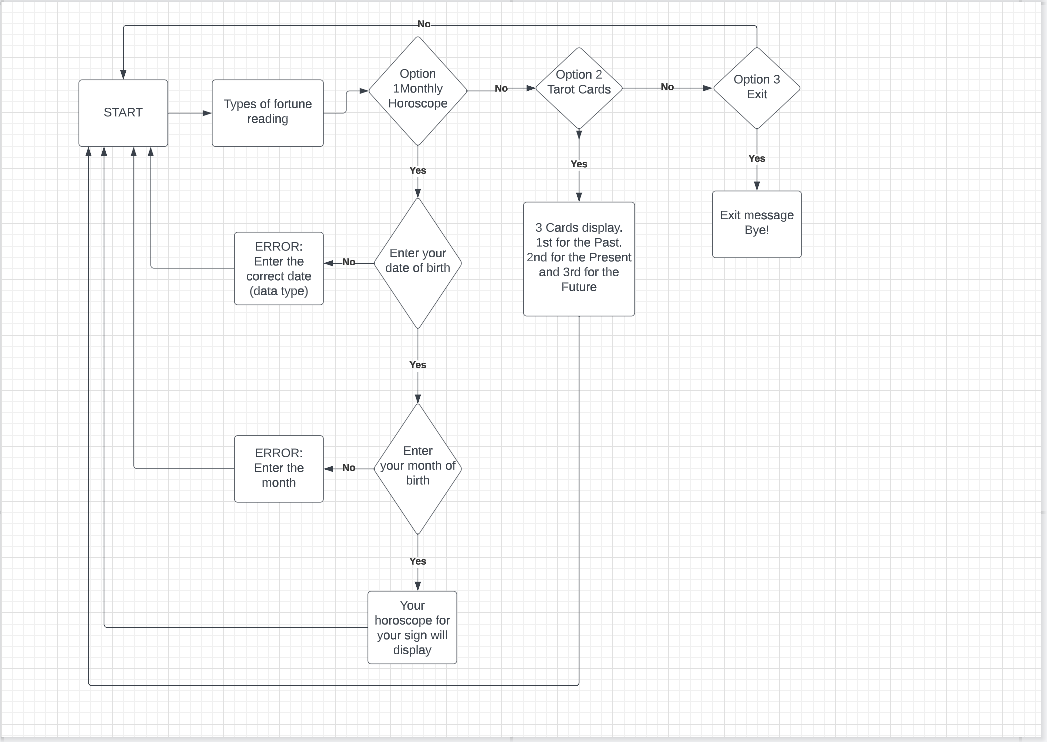 No
START
Types of fortune
reading
Option
1Monthly
Horoscope
No
Option 2
Tarot Cards
No
Option 3
Exit
Yes
Yes
Yes
Exit message
Bye!
3 Cards display.
1st for the Past.
2nd for the Present
and 3rd for the
Future
ERROR:
Enter the
correct date
(data type)
No
Enter your
date of birth
Yes
ERROR:
Enter the
month
No
Enter
your month of
birth
Yes
Your
horoscope for
your sign will
display